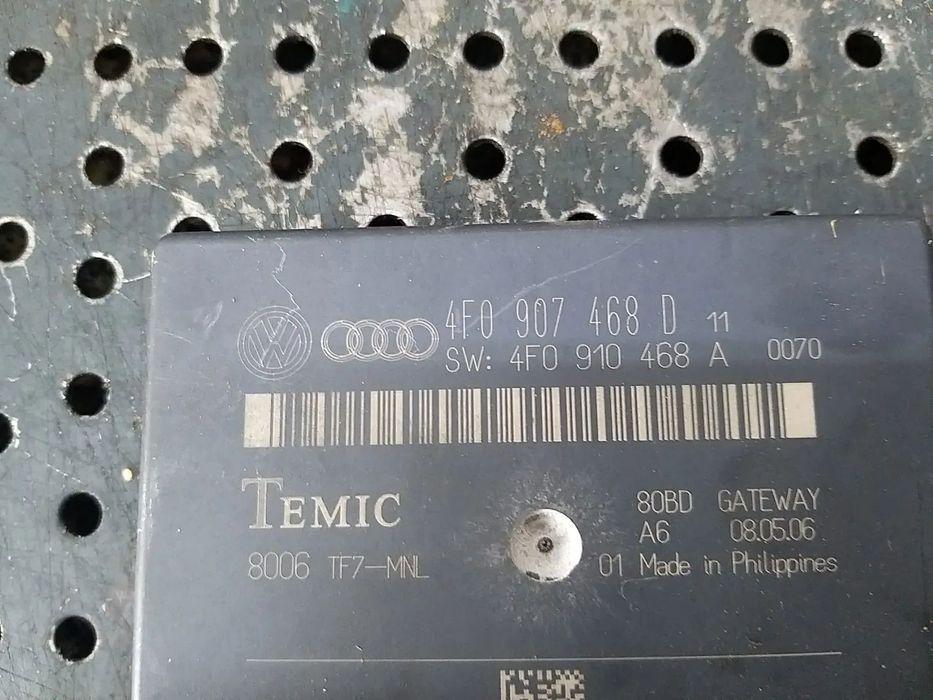 4F0 907 468 D 11
SW: 4F0 910 468 A 0070
TEMIC
80BD GATEWAY
A6 08.05.06
8006 TF7-MNL 01 Made in Philippines